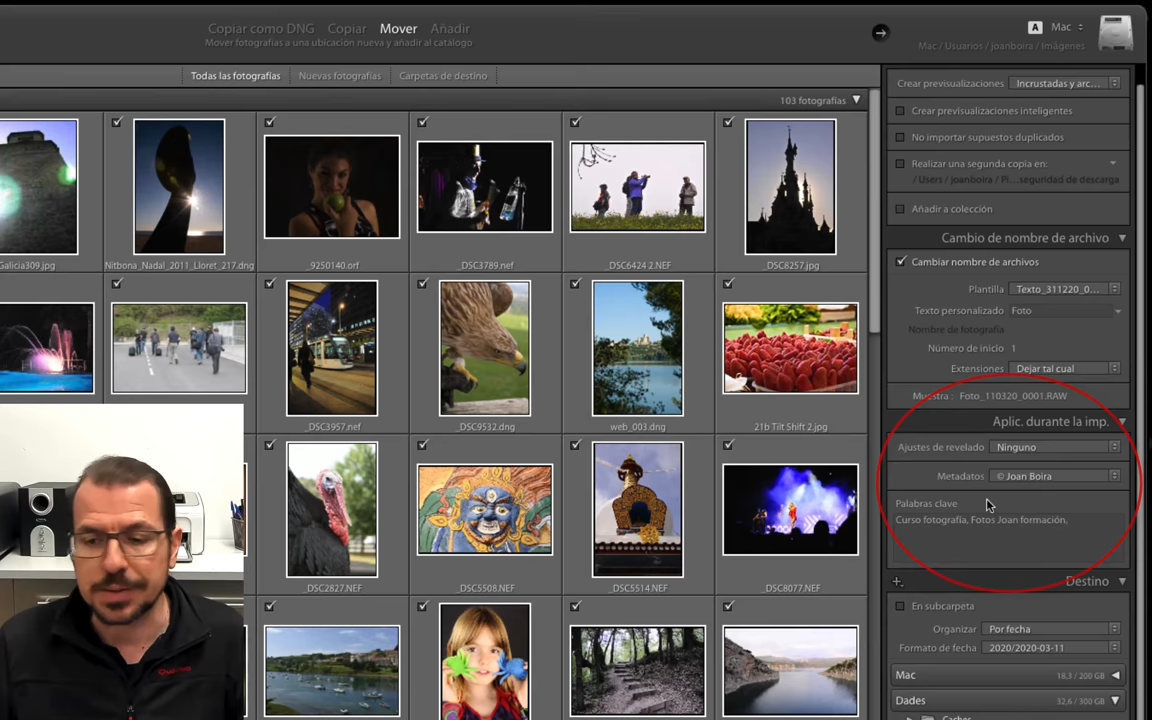 Copiar como DNG Copiar Mover Añadir
Mover fotografías a una ubicación nueva y añadir al catálogo
A Mac
Mac / Usuarios / joanboira / Imágenes
Todas las fotografías Nuevas fotografías Carpetas de destino
103 fotografías
Crear previsualizaciones Incrustadas y arc...
Crear previsualizaciones inteligentes
No importar supuestos duplicados
Realizar una segunda copia en:
/ Users / joanboira / Pi...seguridad de descarga
Añadir a colección
Cambio de nombre de archivo
Cambiar nombre de archivos
Plantilla Texto_311220_0...
Texto personalizado Foto
Nombre de fotografía
Número de inicio 1
Extensiones Dejar tal cual
Muestra : Foto_110320_0001.RAW
Aplic. durante la imp.
Ajustes de revelado Ninguno
Metadatos © Joan Boira
Palabras clave
Curso fotografía, Fotos Joan formación,
Destino
En subcarpeta
Organizar Por fecha
Formato de fecha 2020/2020-03-11
Mac 18,3 / 200 GB
Dades 32,6 / 300 GB
Caches
Galicia309.jpg
Nitbona_Nadal_2011_Lloret_217.dng
_9250140.orf
_DSC3789.nef
_DSC6424 2.NEF
_DSC8257.jpg
_DSC3957.nef
_DSC9532.dng
web_003.dng
21b Tilt Shift 2.jpg
_DSC2827.NEF
_DSC5508.NEF
_DSC5514.NEF
_DSC8077.NEF